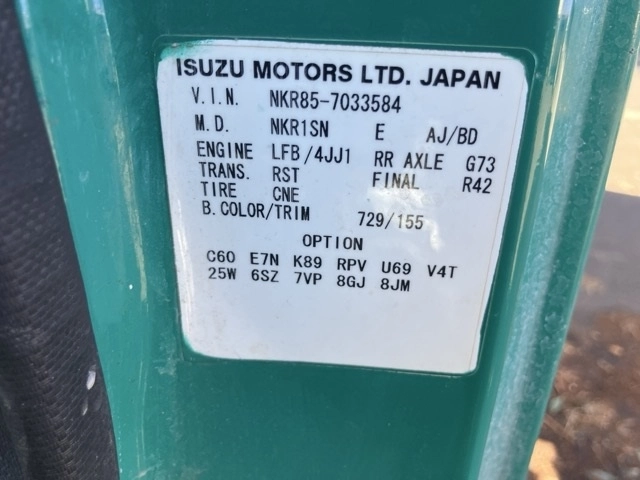 ISUZU MOTORS LTD. JAPAN
V.I.N. NKR85-7033584
M.D. NKR1SN E AJ/BD
ENGINE LFB/4JJ1 RR AXLE G73
TRANS. RST FINAL R42
TIRE CNE
B.COLOR/TRIM 729/155
OPTION
C60 E7N K89 RPV U69 V4T
25W 6SZ 7VP 8GJ 8JM